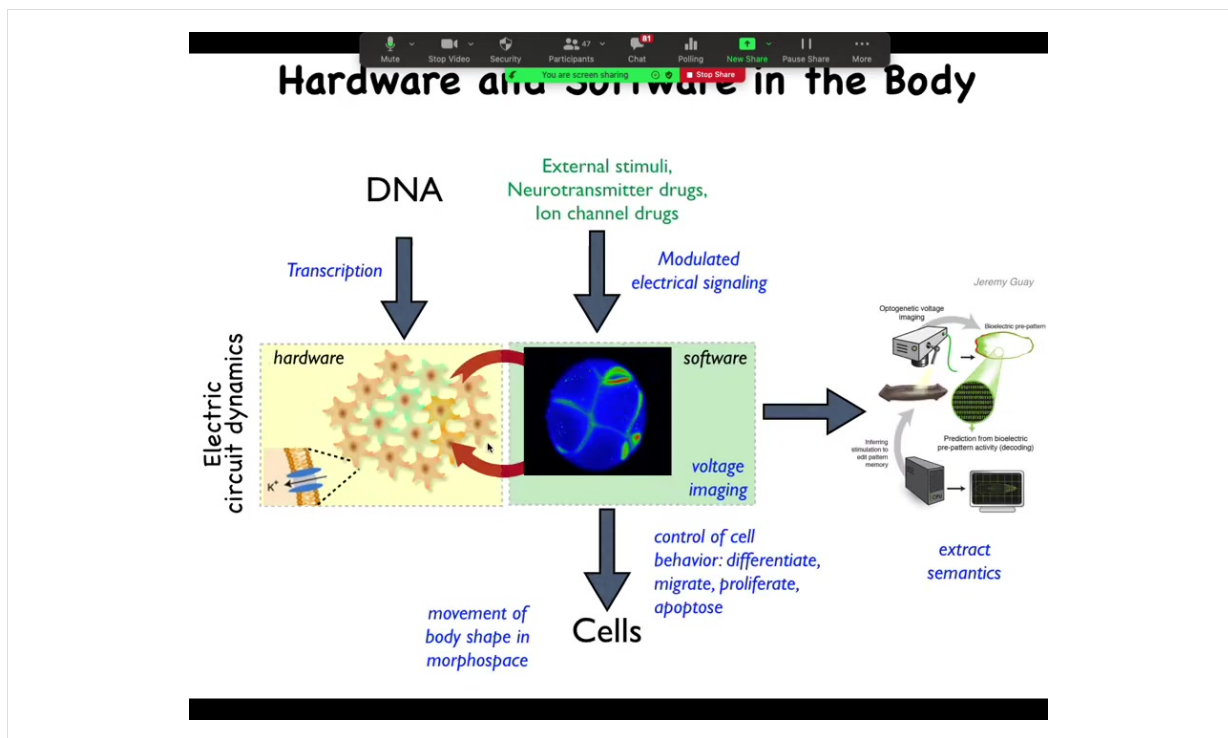 Mute
Stop Video
Security
47
Participants
81
Chat
Polling
New Share
Pause Share
More
You are screen sharing
Stop Share
Hardware and Software in the Body
DNA
External stimuli,
Neurotransmitter drugs,
Ion channel drugs
Transcription
Modulated
electrical signaling
Electric
circuit dynamics
hardware
K+
software
voltage
imaging
Jeremy Guay
Optogenetic voltage
imaging
Bioelectric pre-pattern
Prediction from bioelectric
pre-pattern activity (decoding)
Inferring
stimulation to
edit pattern
memory
CPU
extract
semantics
control of cell
behavior: differentiate,
migrate, proliferate,
apoptose
movement of
body shape in
morphospace
Cells